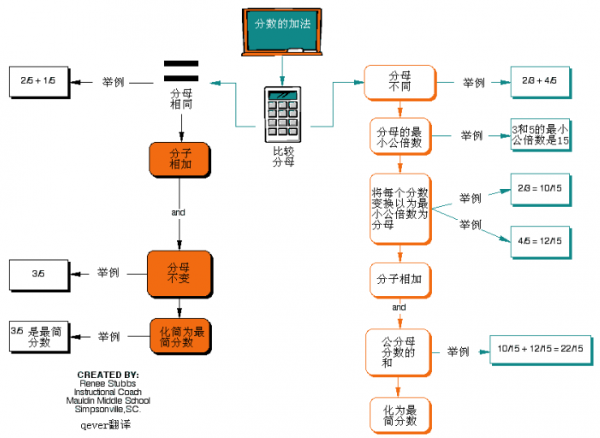 分数的加法
2/5 + 1/5
举例
分母
相同
比较
分母
分母
不同
举例
2/3 + 4/5
分子
相加
分母的最
小公倍数
举例
3和5的最小
公倍数是15
and
将每个分数
变换以为最
小公倍数为
分母
举例
2/3 = 10/15
举例
4/5 = 12/15
3/5
举例
分母
不变
分子相加
and
3/5 是最简
分数
举例
化简为最
简分数
公分母
分数的
和
举例
10/15 + 12/15 = 22/15
化为最
简分数
CREATED BY:
Renee Stubbs
Instructional Coach
Mauldin Middle School
Simpsonville,SC.
qever翻译